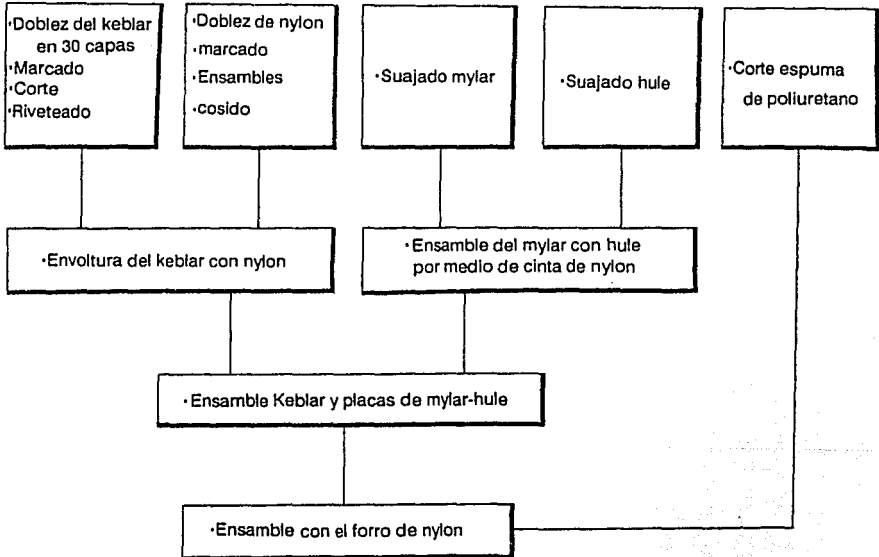 ·Doblez del keblar
en 30 capas
·Marcado
·Corte
·Riveteado
·Doblez de nylon
·marcado
·Ensambles
·cosido
·Suajado mylar
·Suajado hule
·Corte espuma
de poliuretano
·Envoltura del keblar con nylon
·Ensamble del mylar con hule
por medio de cinta de nylon
·Ensamble Keblar y placas de mylar-hule
·Ensamble con el forro de nylon